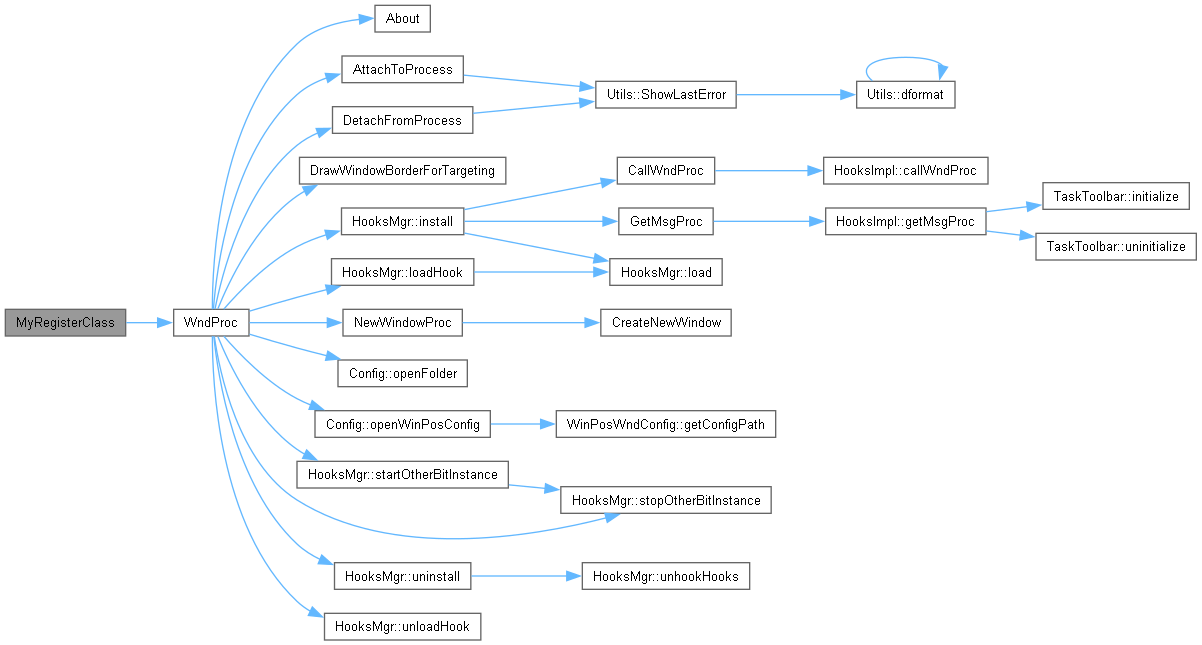 About
AttachToProcess
Utils::ShowLastError
Utils::dformat
DetachFromProcess
DrawWindowBorderForTargeting
CallWndProc
HooksImpl::callWndProc
HooksMgr::install
GetMsgProc
HooksImpl::getMsgProc
TaskToolbar::initialize
TaskToolbar::uninitialize
HooksMgr::loadHook
HooksMgr::load
MyRegisterClass
WndProc
NewWindowProc
CreateNewWindow
Config::openFolder
Config::openWinPosConfig
WinPosWndConfig::getConfigPath
HooksMgr::startOtherBitInstance
HooksMgr::stopOtherBitInstance
HooksMgr::uninstall
HooksMgr::unhookHooks
HooksMgr::unloadHook